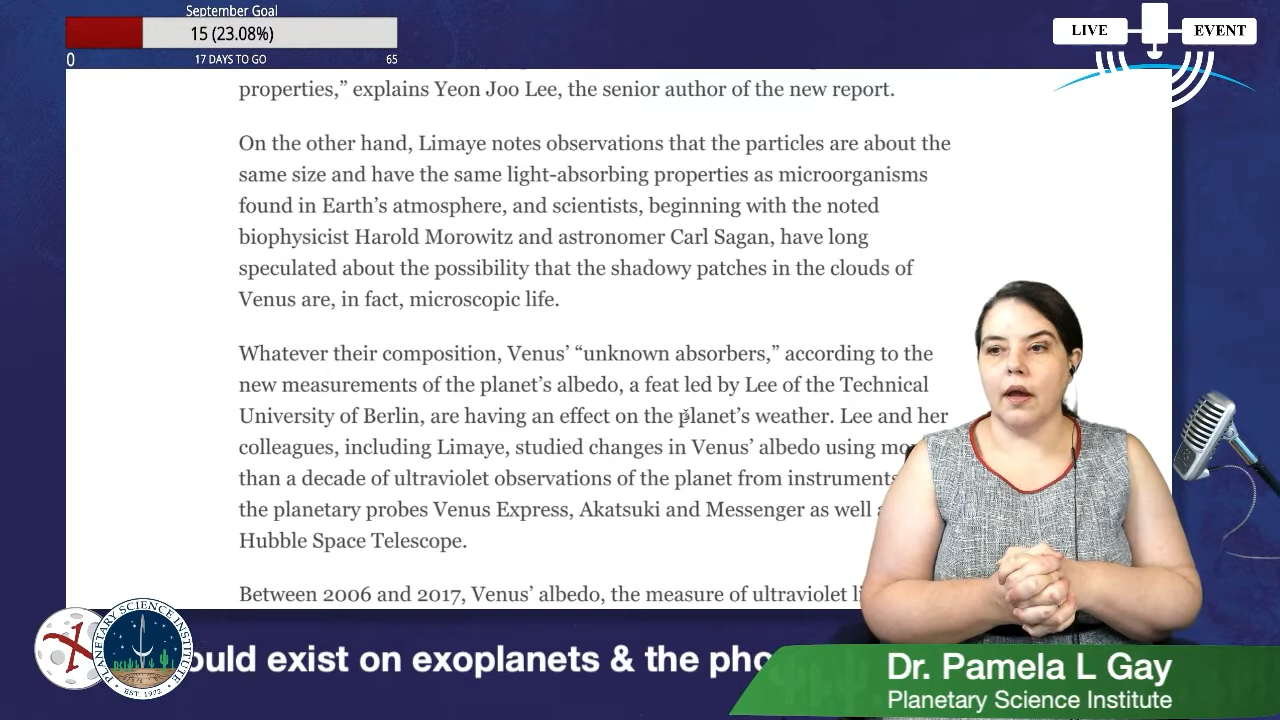 September Goal
15 (23.08%)
0
17 DAYS TO GO
65
LIVE
EVENT
properties,” explains Yeon Joo Lee, the senior author of the new report.
On the other hand, Limaye notes observations that the particles are about the
same size and have the same light-absorbing properties as microorganisms
found in Earth’s atmosphere, and scientists, beginning with the noted
biophysicist Harold Morowitz and astronomer Carl Sagan, have long
speculated about the possibility that the shadowy patches in the clouds of
Venus are, in fact, microscopic life.
Whatever their composition, Venus’ “unknown absorbers,” according to the
new measurements of the planet’s albedo, a feat led by Lee of the Technical
University of Berlin, are having an effect on the planet’s weather. Lee and her
colleagues, including Limaye, studied changes in Venus’ albedo using mo
than a decade of ultraviolet observations of the planet from instruments
the planetary probes Venus Express, Akatsuki and Messenger as well a
Hubble Space Telescope.
Between 2006 and 2017, Venus’ albedo, the measure of ultraviolet li
PLANETARY SCIENCE INSTITUTE
EST. 1972
ould exist on exoplanets & the pho
Dr. Pamela L Gay
Planetary Science Institute